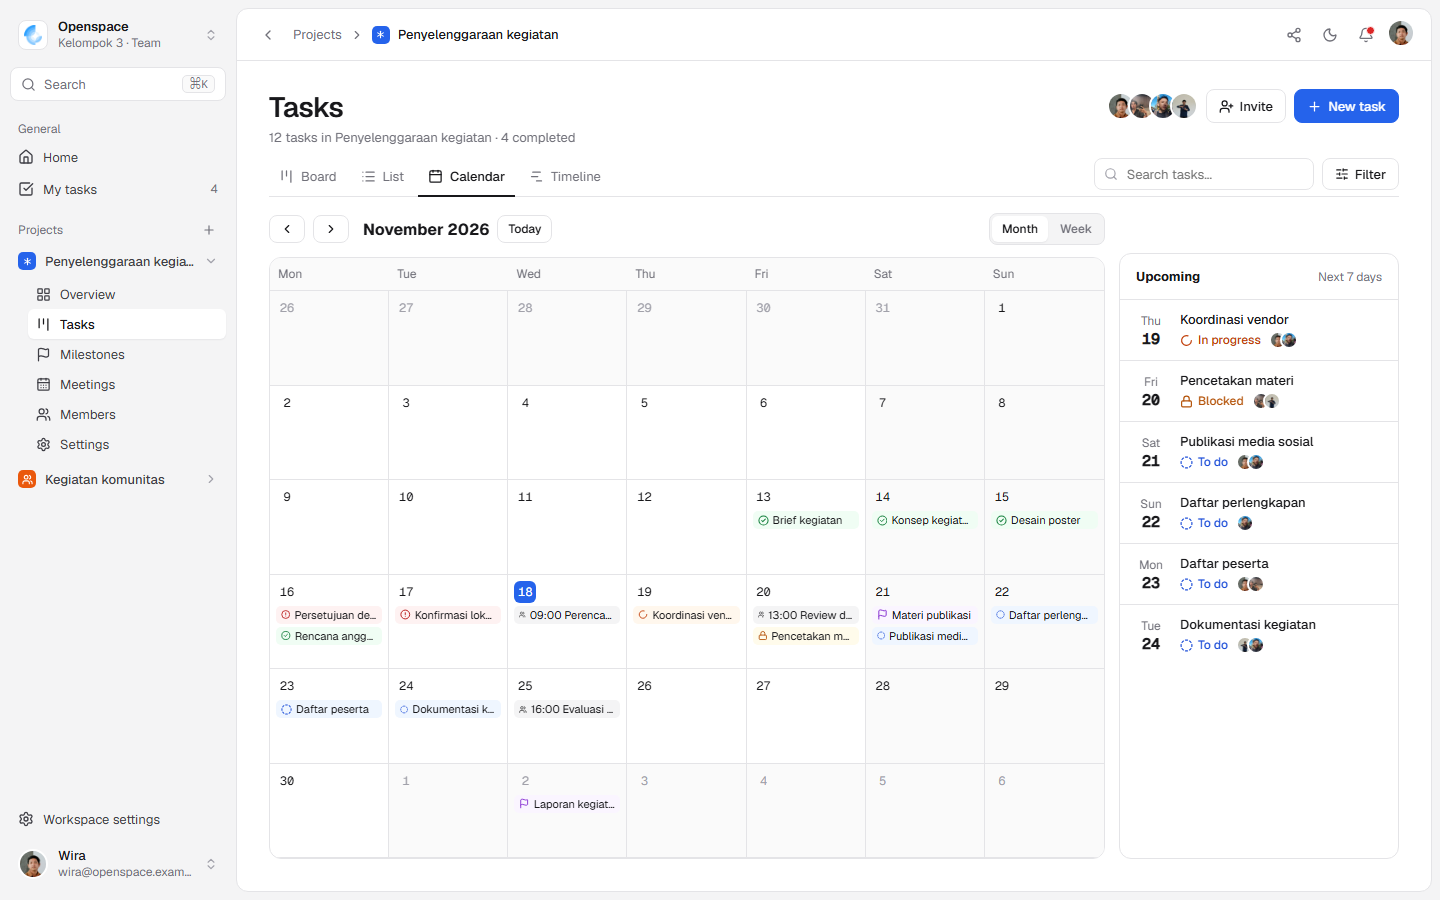 Openspace
Kelompok 3 · Team
Search
⌘K
General
Home
My tasks 4
Projects
Penyelenggaraan kegia...
Overview
Tasks
Milestones
Meetings
Members
Settings
Kegiatan komunitas
Workspace settings
Wira
wira@openspace.exam...
Projects
Penyelenggaraan kegiatan
Tasks
12 tasks in Penyelenggaraan kegiatan · 4 completed
Invite
New task
Board
List
Calendar
Timeline
Search tasks...
Filter
November 2026
Today
Month
Week
Mon Tue Wed Thu Fri Sat Sun
26 27 28 29 30 31 1
2 3 4 5 6 7 8
9 10 11 12 13 14 15
Brief kegiatan
Konsep kegiat...
Desain poster
16 17 18 19 20 21 22
Persetujuan de...
Konfirmasi lok...
09:00 Perenca...
Koordinasi ven...
13:00 Review d...
Materi publikasi
Daftar perleng...
Rencana angg...
Pencetakan m...
Publikasi medi...
23 24 25 26 27 28 29
Daftar peserta
Dokumentasi k...
16:00 Evaluasi ...
30 1 2 3 4 5 6
Laporan kegiat...
Upcoming
Next 7 days
Thu
19
Koordinasi vendor
In progress
Fri
20
Pencetakan materi
Blocked
Sat
21
Publikasi media sosial
To do
Sun
22
Daftar perlengkapan
To do
Mon
23
Daftar peserta
To do
Tue
24
Dokumentasi kegiatan
To do